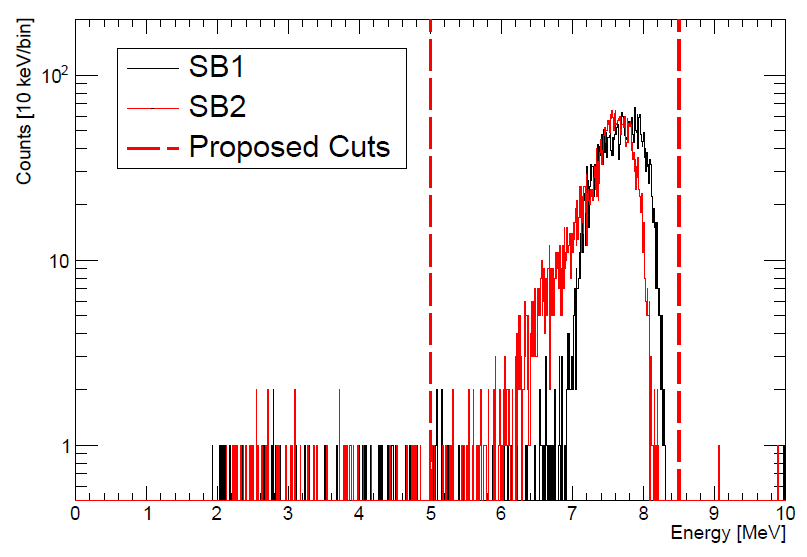 Counts [10 keV/bin]
10²
10
1
SB1
SB2
Proposed Cuts
0 1 2 3 4 5 6 7 8 9 10
Energy [MeV]